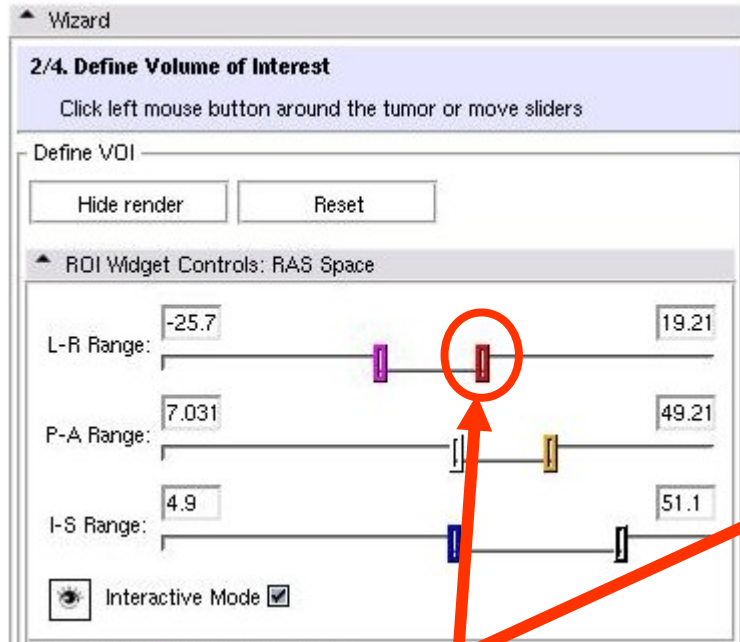 Wizard
2/4. Define Volume of Interest
Click left mouse button around the tumor or move sliders
Define VOI
Hide render Reset
ROI Widget Controls: RAS Space
L-R Range: -25.7 19.21
P-A Range: 7.031 49.21
I-S Range: 4.9 51.1
Interactive Mode